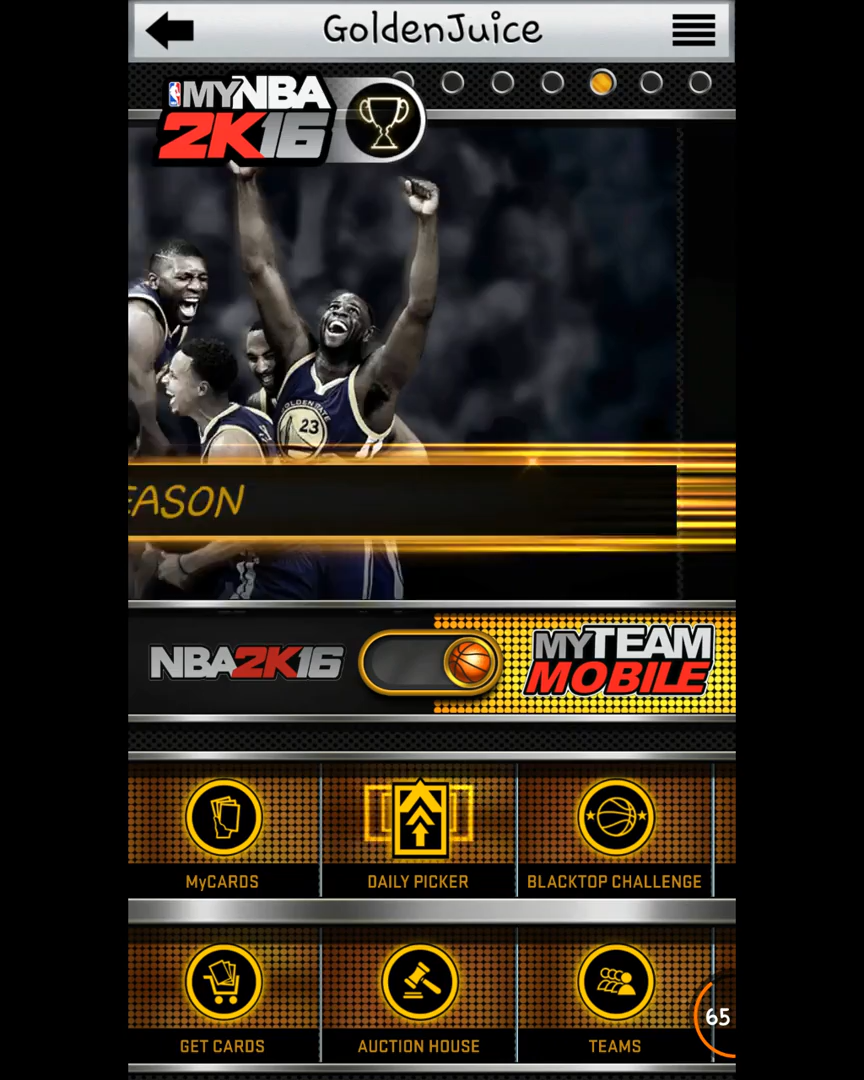 GoldenJuice
MYNBA
2K16
GOLDEN STATE
23
EASON
NBA2K16
MYTEAM
MOBILE
MyCARDS
DAILY PICKER
BLACKTOP CHALLENGE
GET CARDS
AUCTION HOUSE
TEAMS
65